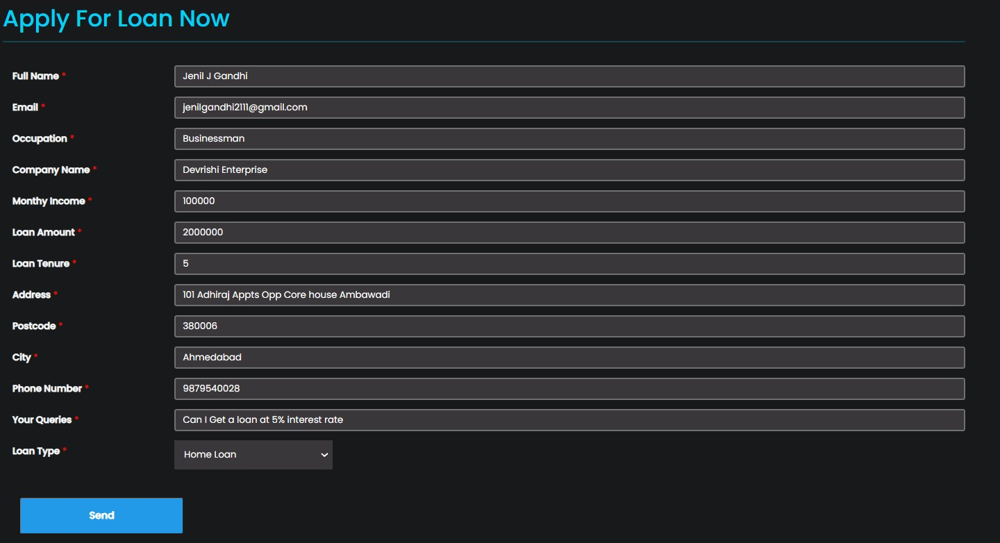 Apply For Loan Now
Full Name * Jenil J Gandhi
Email * jenilgandhi2111@gmail.com
Occupation * Businessman
Company Name * Devrishi Enterprise
Monthy Income * 100000
Loan Amount * 2000000
Loan Tenure * 5
Address * 101 Adhiraj Appts Opp Core house Ambawadi
Postcode * 380006
City * Ahmedabad
Phone Number * 9879540028
Your Queries * Can I Get a loan at 5% interest rate
Loan Type * Home Loan
Send